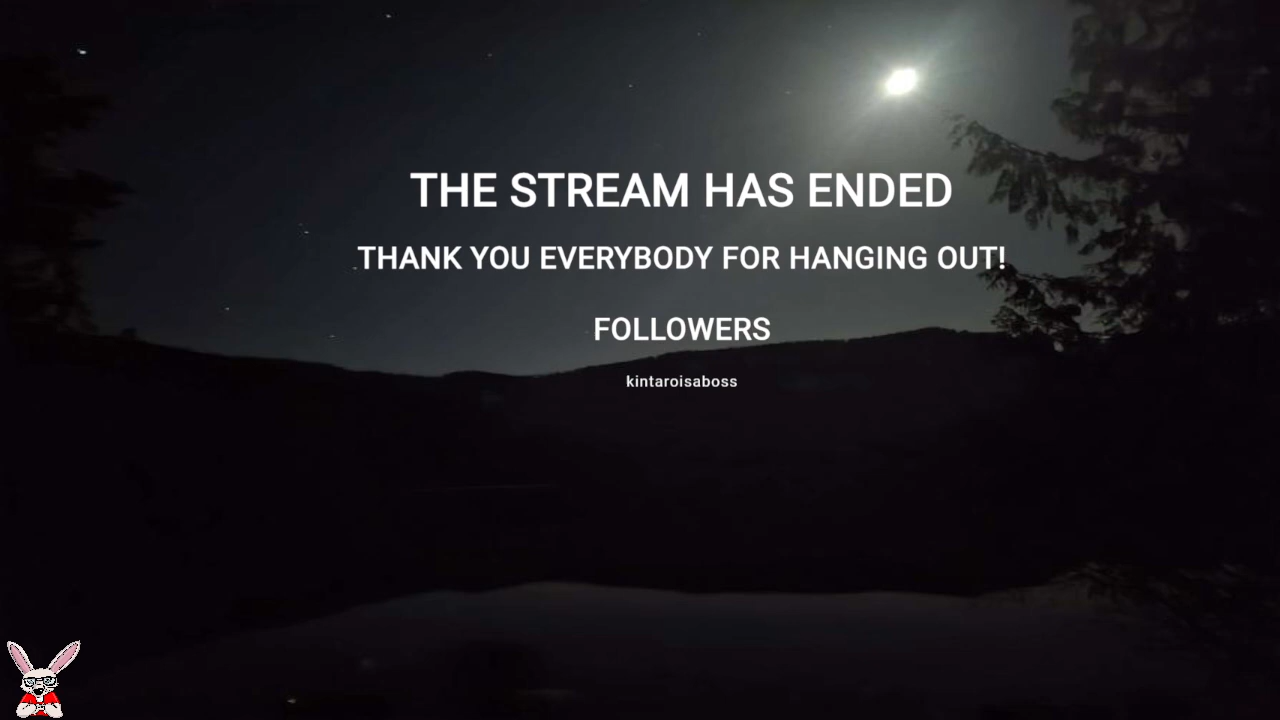 THE STREAM HAS ENDED
THANK YOU EVERYBODY FOR HANGING OUT!
FOLLOWERS
kintaroisaboss